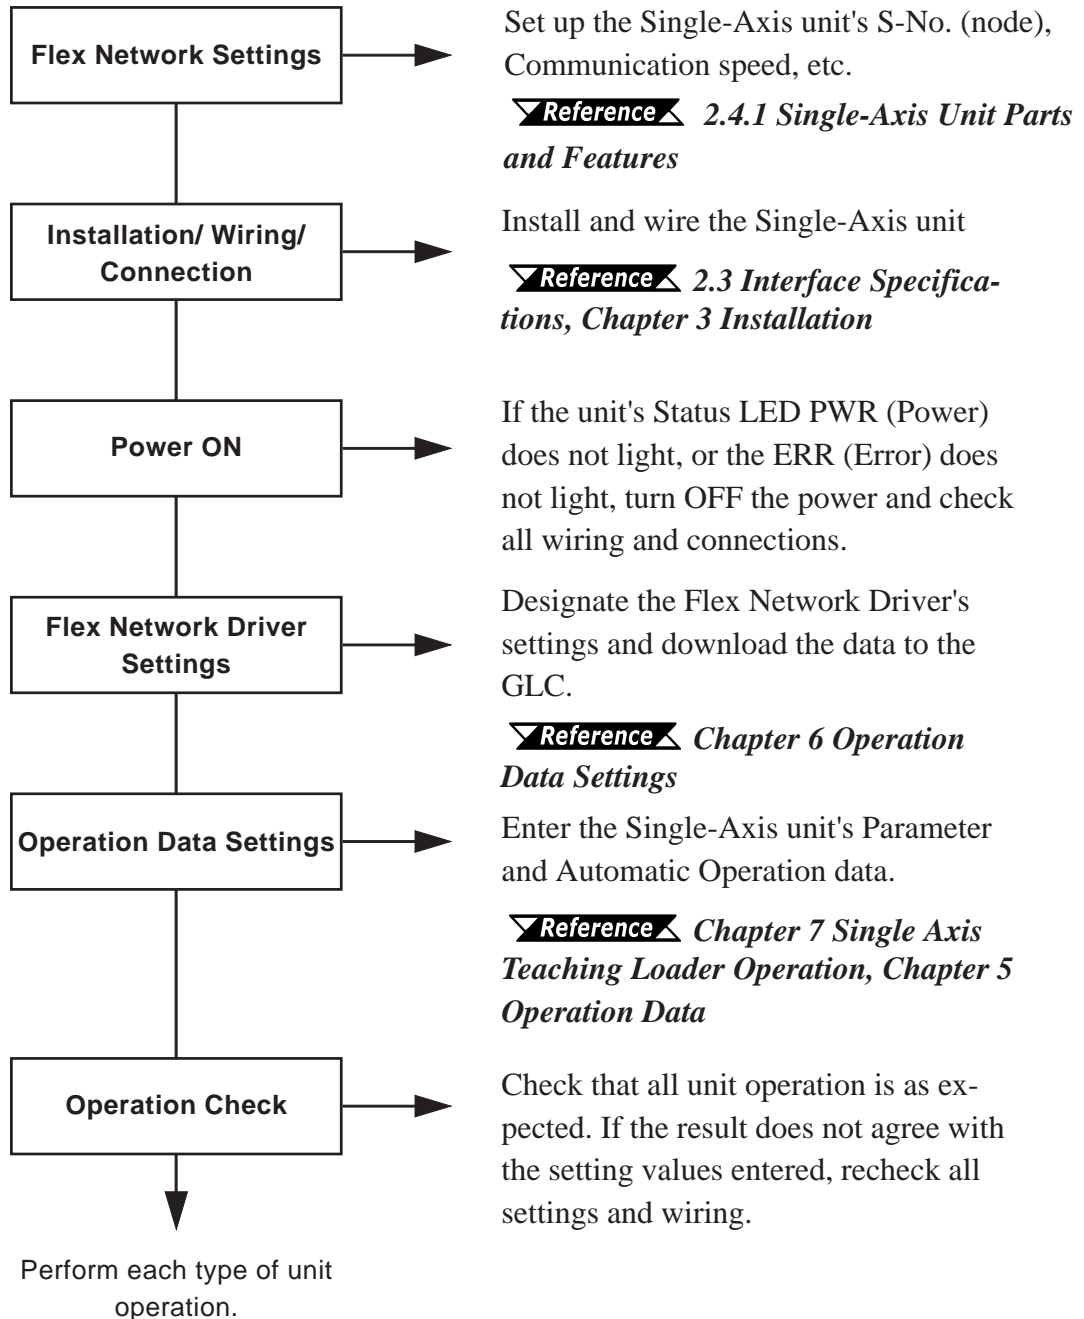 Flex Network Settings
Set up the Single-Axis unit's S-No. (node),
Communication speed, etc.
Reference 2.4.1 Single-Axis Unit Parts
and Features
Installation/ Wiring/
Connection
Install and wire the Single-Axis unit
Reference 2.3 Interface Specifica-
tions, Chapter 3 Installation
Power ON
If the unit's Status LED PWR (Power)
does not light, or the ERR (Error) does
not light, turn OFF the power and check
all wiring and connections.
Flex Network Driver
Settings
Designate the Flex Network Driver's
settings and download the data to the
GLC.
Reference Chapter 6 Operation
Data Settings
Operation Data Settings
Enter the Single-Axis unit's Parameter
and Automatic Operation data.
Reference Chapter 7 Single Axis
Teaching Loader Operation, Chapter 5
Operation Data
Operation Check
Check that all unit operation is as ex-
pected. If the result does not agree with
the setting values entered, recheck all
settings and wiring.
Perform each type of unit
operation.